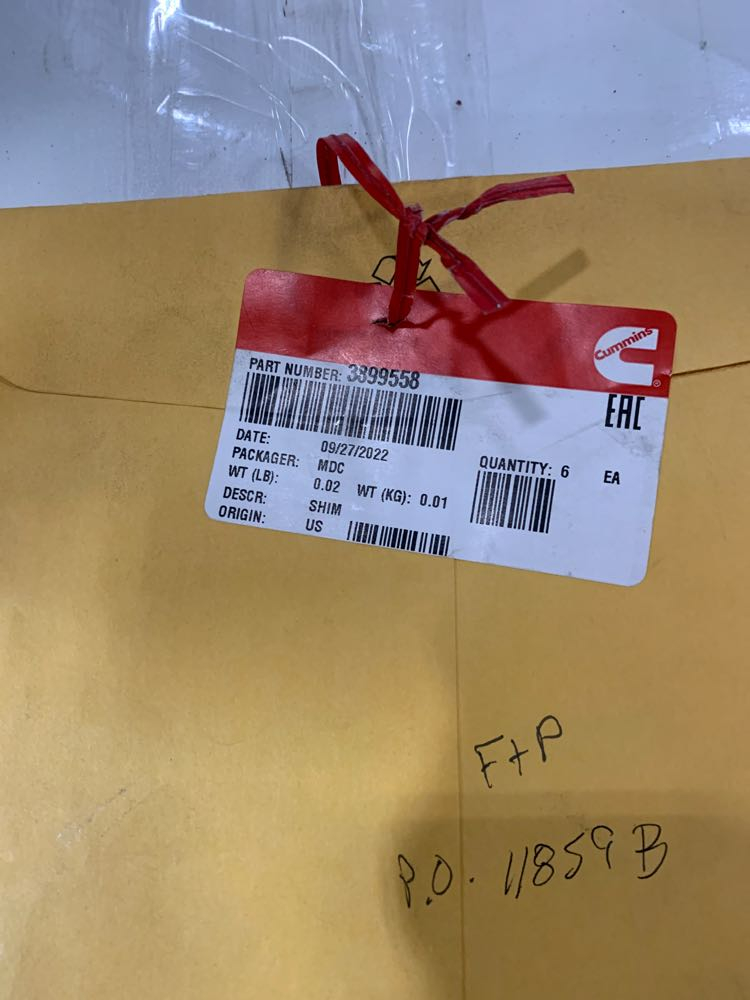 Cummins
®
PART NUMBER: 3899558
EAC
DATE: 09/27/2022
PACKAGER: MDC
QUANTITY: 6 EA
WT (LB): 0.02 WT (KG): 0.01
DESCR: SHIM
ORIGIN: US
F+P
P.O. 11859 B